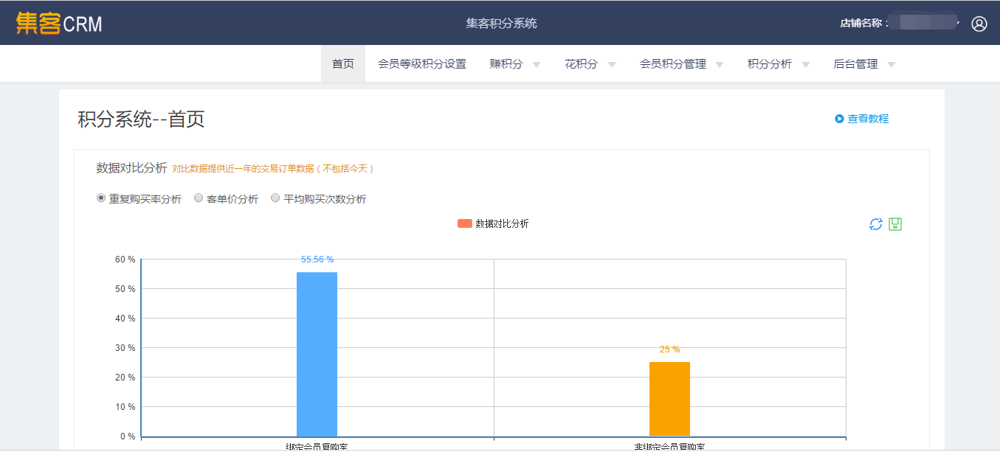 集客CRM
集客积分系统
店铺名称：
首页 会员等级积分设置 赚积分 花积分 会员积分管理 积分分析 后台管理
积分系统--首页
查看教程
数据对比分析 对比数据提供近一年的交易订单数据（不包括今天）
重复购买率分析 客单价分析 平均购买次数分析
数据对比分析
60 %
55.56 %
50 %
40 %
30 %
25 %
20 %
10 %
0 %
绑定会员复购率 非绑定会员复购率